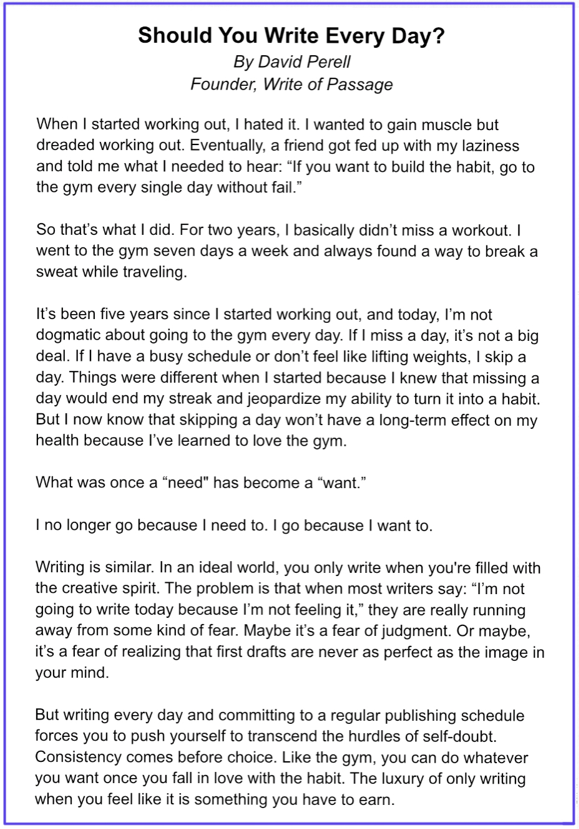 Should You Write Every Day?
By David Perell
Founder, Write of Passage
When I started working out, I hated it. I wanted to gain muscle but
dreaded working out. Eventually, a friend got fed up with my laziness
and told me what I needed to hear: “If you want to build the habit, go to
the gym every single day without fail.”
So that’s what I did. For two years, I basically didn’t miss a workout. I
went to the gym seven days a week and always found a way to break a
sweat while traveling.
It’s been five years since I started working out, and today, I’m not
dogmatic about going to the gym every day. If I miss a day, it’s not a big
deal. If I have a busy schedule or don’t feel like lifting weights, I skip a
day. Things were different when I started because I knew that missing a
day would end my streak and jeopardize my ability to turn it into a habit.
But I now know that skipping a day won’t have a long-term effect on my
health because I’ve learned to love the gym.
What was once a “need" has become a “want.”
I no longer go because I need to. I go because I want to.
Writing is similar. In an ideal world, you only write when you're filled with
the creative spirit. The problem is that when most writers say: “I’m not
going to write today because I’m not feeling it,” they are really running
away from some kind of fear. Maybe it’s a fear of judgment. Or maybe,
it’s a fear of realizing that first drafts are never as perfect as the image in
your mind.
But writing every day and committing to a regular publishing schedule
forces you to push yourself to transcend the hurdles of self-doubt.
Consistency comes before choice. Like the gym, you can do whatever
you want once you fall in love with the habit. The luxury of only writing
when you feel like it is something you have to earn.